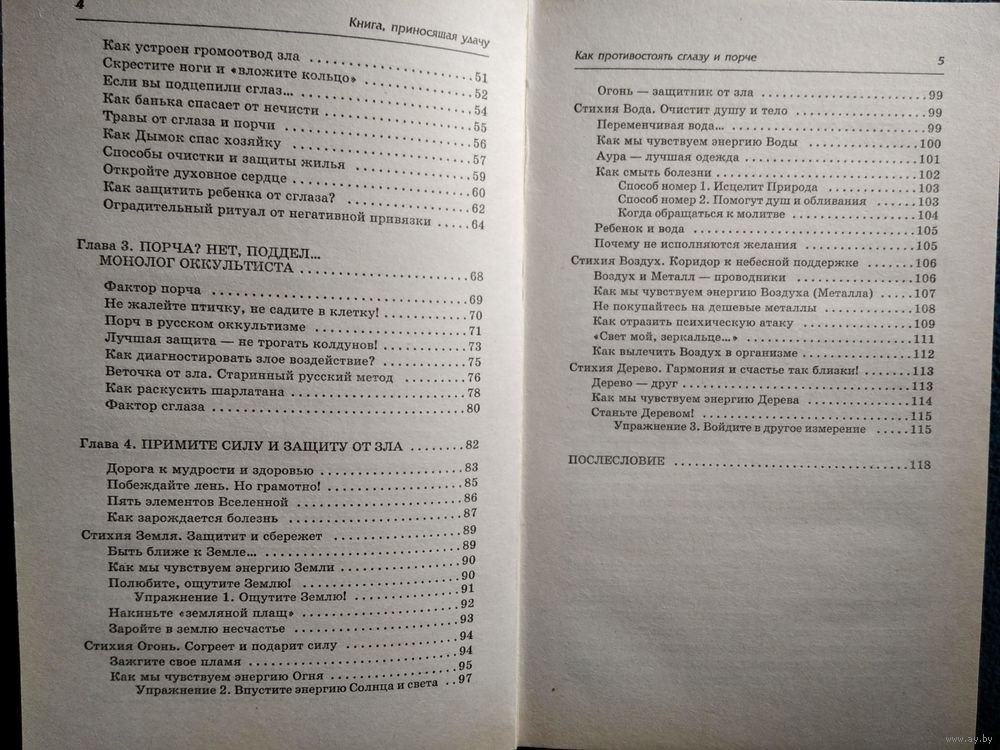 4
Книга, приносящая удачу
Как устроен громоотвод зла ..................51
Скрестите ноги и «вложите кольцо» ..............52
Если вы подцепили сглаз... ...................54
Как банька спасает от нечисти ................55
Травы от сглаза и порчи .....................56
Как Дымок спас хозяйку .....................57
Способы очистки и защиты жилья ..............59
Откройте духовное сердце ...................60
Как защитить ребенка от сглаза? ..............62
Оградительный ритуал от негативной привязки .....64
Глава 3. ПОРЧА? НЕТ, ПОДДЕЛ...
МОНОЛОГ ОККУЛЬТИСТА ..................68
Фактор порча ..........................69
Не жалейте птичку, не садите в клетку! .........70
Порч в русском оккультизме .................71
Лучшая защита — не трогать колдунов! .........73
Как диагностировать злое воздействие? ..........75
Веточка от зла. Старинный русский метод ........76
Как раскусить шарлатана ...................78
Фактор сглаза ..........................80
Глава 4. ПРИМИТЕ СИЛУ И ЗАЩИТУ ОТ ЗЛА ........82
Дорога к мудрости и здоровью ................83
Побеждайте лень. Но грамотно! ...............85
Пять элементов Вселенной ..................86
Как зарождается болезнь ...................87
Стихия Земля. Защитит и сбережет ..............89
Быть ближе к Земле... .....................89
Как мы чувствуем энергию Земли .............90
Полюбите, ощутите Землю! ..................90
Упражнение 1. Ощутите Землю! .............91
Накиньте «земляной плащ» ..................92
Заройте в землю несчастье ..................93
Стихия Огонь. Согреет и подарит силу ...........94
Зажгите свое пламя .......................94
Как мы чувствуем энергию Огня ..............95
Упражнение 2. Впустите энергию Солнца и света ..97
Как противостоять сглазу и порче
5
Огонь — защитник от зла ...................99
Стихия Вода. Очистит душу и тело ..............99
Переменчивая вода... ......................99
Как мы чувствуем энергию Воды ..............100
Аура — лучшая одежда .....................101
Как смыть болезни ........................102
Способ номер 1. Исцелит Природа ............103
Способ номер 2. Помогут душ и обливания ......103
Когда обращаться к молитве ................104
Ребенок и вода ..........................105
Почему не исполняются желания ..............105
Стихия Воздух. Коридор к небесной поддержке .......106
Воздух и Металл — проводники ...............106
Как мы чувствуем энергию Воздуха (Металла) .....107
Не покупайтесь на дешевые металлы ............108
Как отразить психическую атаку ..............109
«Свет мой, зеркальце...» ...................111
Как вылечить Воздух в организме .............112
Стихия Дерево. Гармония и счастье так близки! .....113
Дерево — друг ..........................113
Как мы чувствуем энергию Дерева .............114
Станьте Деревом! ........................115
Упражнение 3. Войдите в другое измерение .....115
ПОСЛЕСЛОВИЕ ............................118
www.ay.by